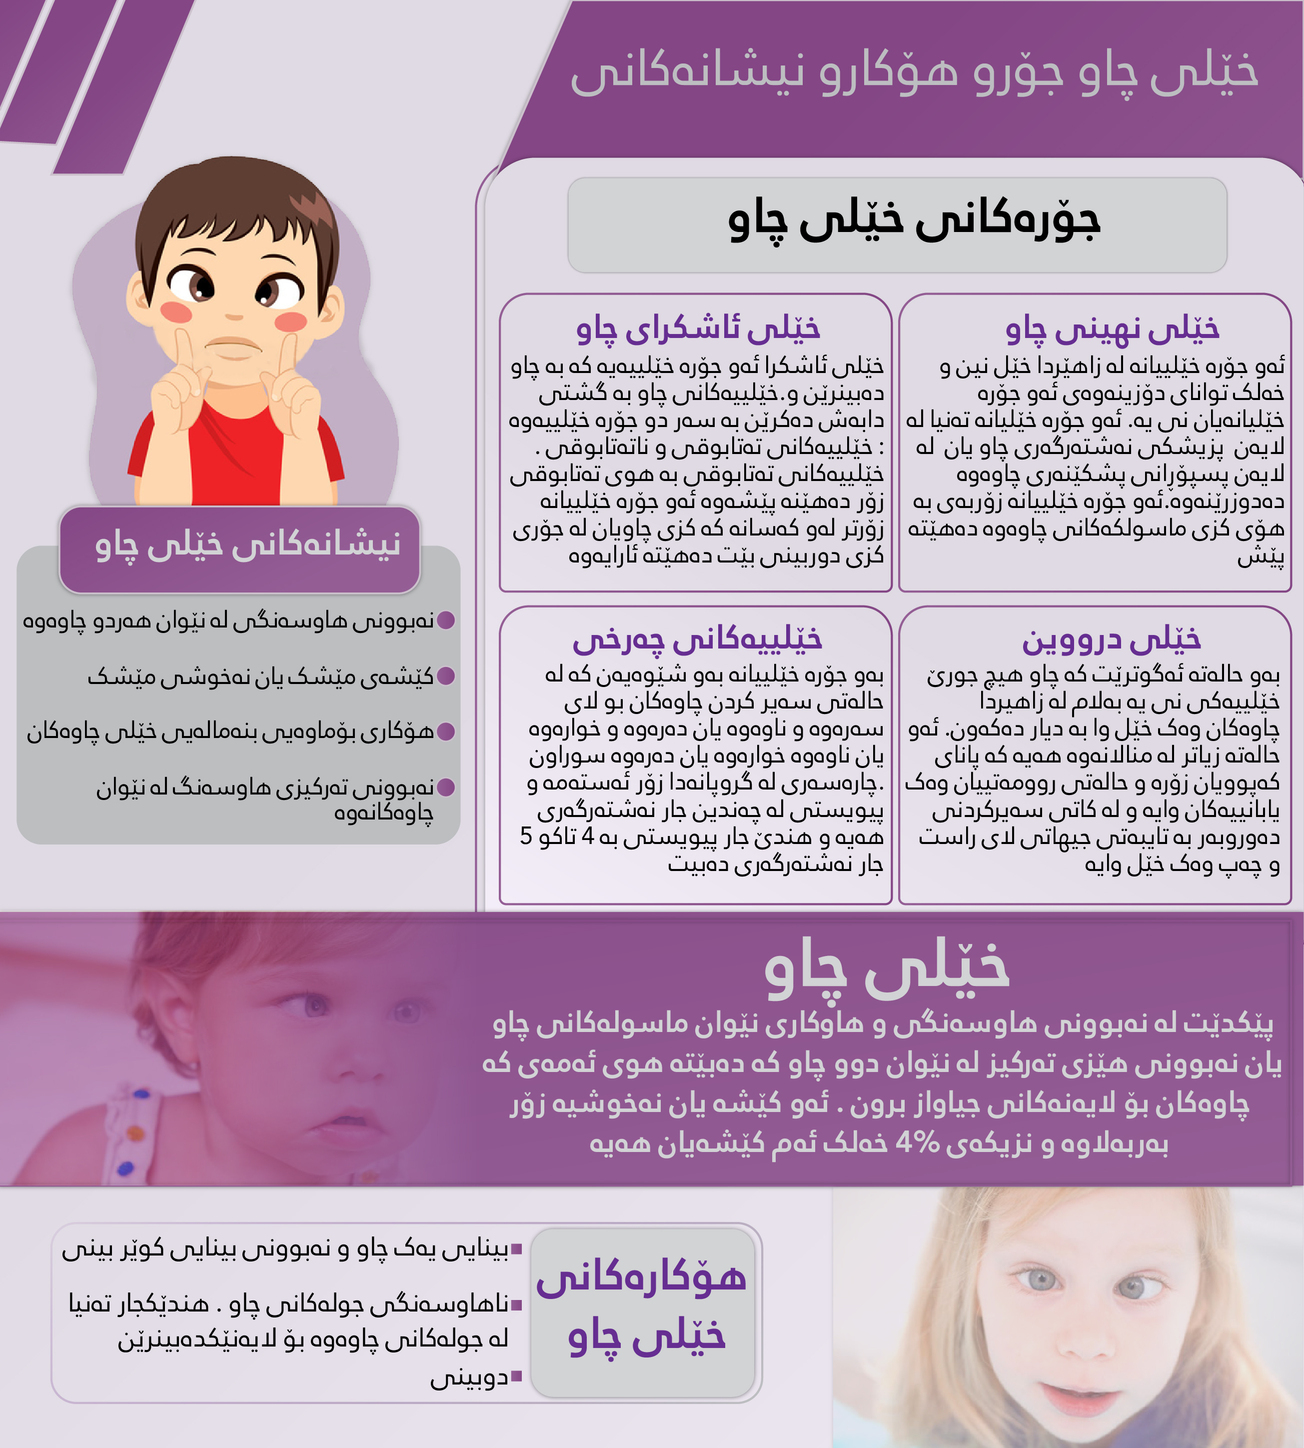 خێلی چاو جۆرو هۆکارو نیشانەکانی
جۆرەکانی خێلی چاو
خێلی نهینی چاو
ئەو جۆرە خێلییانە لە زاهێردا خێل نین و
خەلک توانای دۆزینەوەی ئەو جۆرە
خێلیانەیان نی یە. ئەو جۆرە خێلیانە تەنیا لە
لایەن پزیشکی نەشتەرگەری چاو یان لە
لایەن پسپۆڕانی پشکێنەری چاوەوە
دەدوزرێنەوە.ئەو جۆرە خێلییانە زۆربەی بە
هۆی کزی ماسولکەکانی چاوەوە دەهێتە
پێش
خێلی ئاشکرای چاو
خێلی ئاشکرا ئەو جۆرە خێلییەیە کە بە چاو
دەبینرێن و.خێلییەکانی چاو بە گشتی
دابەش دەکرێن بە سەر دو جۆرە خێلییەوە
: خێلییەکانی تەتابوقی و ناتەتابوقی .
خێلییەکانی تەتابوقی بە هوی تەتابوقی
زۆر دەهێنە پێشەوە ئەو جۆرە خێلییانە
زۆرتر لەو کەسانە کە کزی چاویان لە جۆری
کزی دوربینی بێت دەهێتە ئارایەوە
خێلی درووین
بەو حالەتە ئەگوترێت کە چاو هیچ جورێ
خێلییەکی نی یە بەلام لە زاهیردا
چاوەکان وەک خێل وا بە دیار دەکەون. ئەو
حالەتە زیاتر لە منالانەوە هەیە کە پانای
کەپوویان زۆرە و حالەتی روومەتییان وەک
یابانییەکان وایە و لە کاتی سەیرکردنی
دەوروبەر بە تایبەتی جیهاتی لای راست
و چەپ وەک خێل وایە
خێلییەکانی چەرخی
بەو جۆرە خێلییانە بەو شێوەیەن کە لە
حالەتی سەیر کردن چاوەکان بو لای
سەرەوە و ناوەوە یان دەرەوە و خوارەوە
یان ناوەوە خوارەوە یان دەرەوە سوراون
.چارەسەری لە گروپانەدا زۆر ئەستەمە و
پیویستی لە چەندین جار نەشتەرگەری
هەیە و هندێ جار پیویستی بە 4 تاکو 5
جار نەشتەرگەری دەبیت
نیشانەکانی خێلی چاو
نەبوونی هاوسەنگی لە نێوان هەردو چاوەوە
کێشەی مێشک یان نەخوشی مێشک
هۆکاری بۆماوەیی بنەمالەیی خێلی چاوەکان
نەبوونی تەرکیزی هاوسەنگ لە نێوان
چاوەکانەوە
خێلی چاو
پێکدێت لە نەبوونی هاوسەنگی و هاوکاری نێوان ماسولەکانی چاو
یان نەبوونی هێزی تەرکیز لە نێوان دوو چاو کە دەبێتە هوی ئەمەی کە
چاوەکان بۆ لایەنەکانی جیاواز برون . ئەو کێشە یان نەخوشیە زۆر
بەربەلاوە و نزیکەی %4 خەلک ئەم کێشەیان هەیە
هۆکارەکانی
خێلی چاو
بینایی یەک چاو و نەبوونی بینایی کوێر بینی
ناهاوسەنگی جولەکانی چاو . هندێکجار تەنیا
لە جولەکانی چاوەوە بۆ لایەنێکدەبینرێن
دوبینی